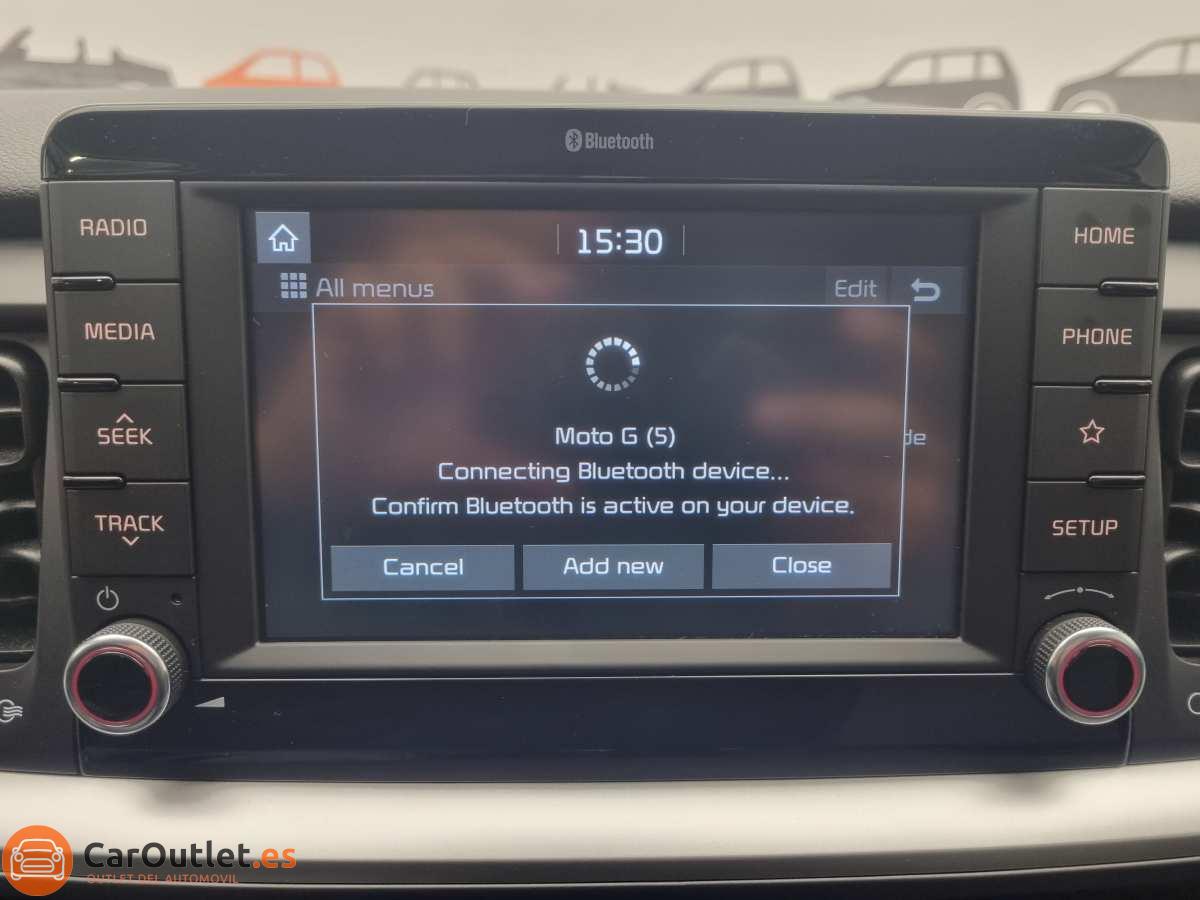 Bluetooth
RADIO
MEDIA
SEEK
TRACK
15:30
All menus
Edit
Moto G (5)
Connecting Bluetooth device...
Confirm Bluetooth is active on your device.
Cancel
Add new
Close
de
HOME
PHONE
SETUP
CarOutlet.es
OUTLET DEL AUTOMOVIL